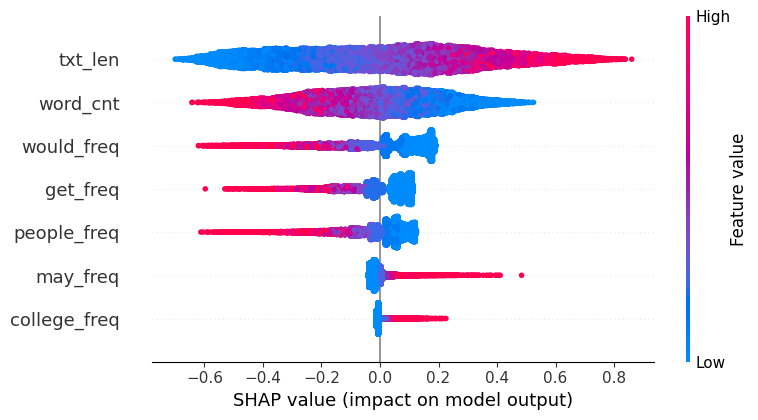 High
txt_len
word_cnt
would_freq
get_freq
people_freq
may_freq
college_freq
Feature value
Low
−0.6 −0.4 −0.2 0.0 0.2 0.4 0.6 0.8
SHAP value (impact on model output)